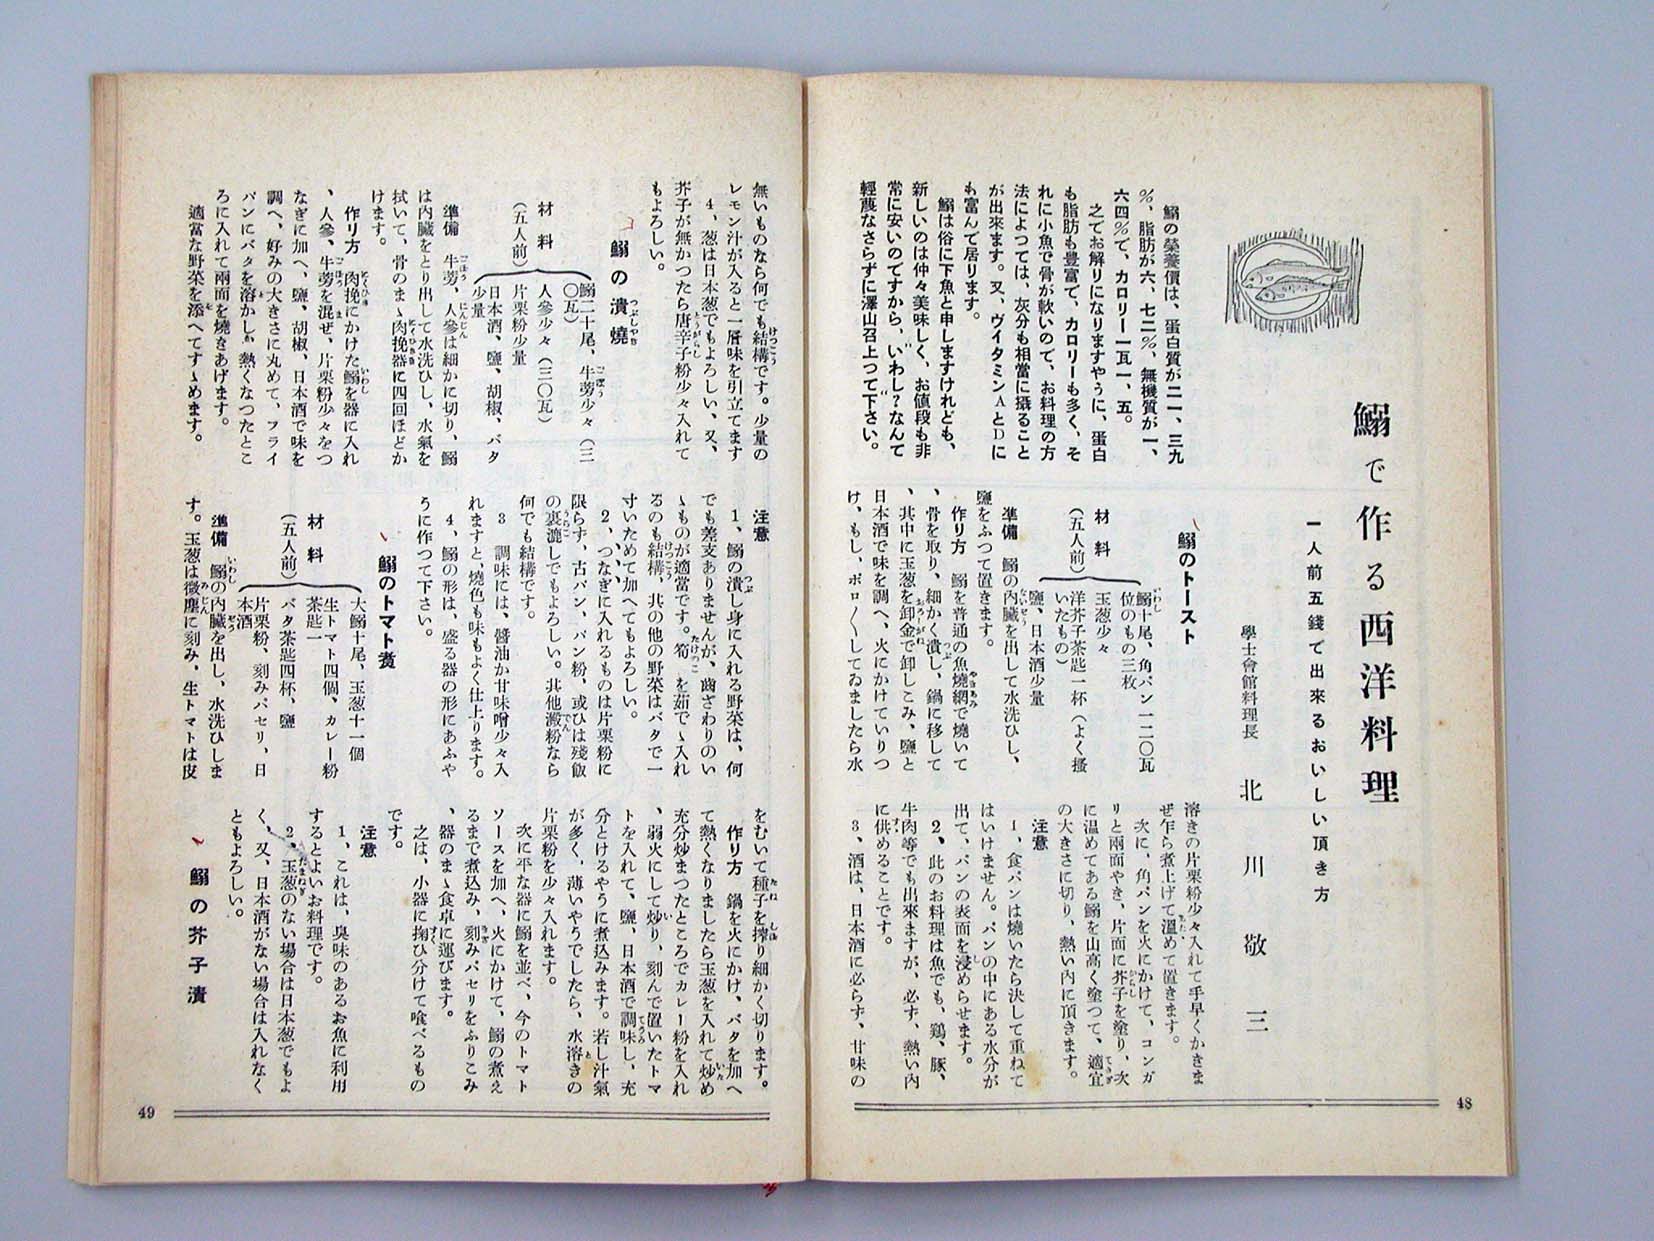 鰯で作る西洋料理
一人前五錢で出來るおいしい頂き方
學士會館料理長　北川敬三
鰯の榮養價は、蛋白質が二一、三九
%、脂肪が六、七二%、無機質が一、
六四%で、カロリー一瓦一、五。
之でお解りになりますやうに、蛋白
も脂肪も豊富で、カロリーも多く、そ
れに小魚で骨が軟いので、お料理の方
法によつては、灰分も相當に攝ること
が出來ます。又、ヴイタミンAとDに
も富んで居ります。
鰯は俗に下魚と申しますけれども、
新しいのは仲々美味しく、お値段も非
常に安いのですから、〝いわし?〟なんて
輕蔑なさらずに澤山召上つて下さい。
鰯のトースト
材料
(五人前)
鰯十尾、角パン一二〇瓦
位のもの三枚
玉葱少々
洋芥子茶匙一杯(よく搔
いたもの)
鹽、日本酒少量
準備　鰯の内臓を出して水洗ひし、
鹽をふつて置きます。
作り方　鰯を普通の魚燒網で燒いて
、骨を取り、細かく潰し、鍋に移して
、其中に玉葱を卸金で卸しこみ、鹽と
日本酒で味を調へ、火にかけていりつ
け、もし、ボロ〱してゐましたら水
溶きの片栗粉少々入れて手早くかきま
ぜ乍ら煮上げて溫めて置きます。
次に、角パンを火にかけて、コンガ
リと兩面やき、片面に芥子を塗り、次
に溫めてある鰯を山高く塗つて、適宜
の大きさに切り、熱い内に頂きます。
注意
1、食パンは燒いたら決して重ねて
はいけません。パンの中にある水分が
出て、パンの表面を浸めらせます。
2、此のお料理は魚でも、鷄、豚、
牛肉等でも出來ますが、必ず、熱い内
に供めることです。
3、酒は、日本酒に必らず、甘味の
48
無いものなら何でも結構です。少量の
レモン汁が入ると一層味を引立てます
4、葱は日本葱でもよろしい、又、
芥子が無かつたら唐辛子粉少々入れて
もよろしい。
鰯の潰燒
材料
(五人前)
鰯二十尾、牛蒡少々(三
〇瓦)
人參少々(三〇瓦)
片栗粉少量
日本酒、鹽、胡椒、バタ
少量
準備　牛蒡、人參は細かに切り、鰯
は内臓をとり出して水洗ひし、水氣を
拭いて、骨のまゝ肉挽器に四回ほどか
けます。
作り方　肉挽にかけた鰯を器に入れ
、人參、牛蒡を混ぜ、片栗粉少々をつ
なぎに加へ、鹽、胡椒、日本酒で味を
調へ、好みの大きさに丸めて、フライ
パンにバタを溶かし、熱くなつたとこ
ろに入れて兩面を燒きあげます。
適當な野菜を添へてすゝめます。
注意
1、鰯の潰し身に入れる野菜は、何
でも差支ありませんが、齒ざわりのい
ゝものが適當です。筍を茹でゝ入れ
るのも結構、其の他の野菜はバタで一
寸いためて加へてもよろしい。
2、つなぎに入れるものは片栗粉に
限らず、古パン、パン粉、或ひは殘飯
の裏漉しでもよろしい。其他澱粉なら
何でも結構です。
3　調味には、醬油か甘味噌少々入
れますと、燒色も味もよく仕上ります。
4、鰯の形は、盛る器の形にあふや
うに作つて下さい。
鰯のトマト煮
材料
(五人前)
大鰯十尾、玉葱十一個
生トマト四個、カレー粉
茶匙一
バタ茶匙四杯、鹽
片栗粉、刻みパセリ、日
本酒
準備　鰯の内臓を出し、水洗ひしま
す。玉葱は微塵に刻み、生トマトは皮
をむいて種子を搾り細かく切ります。
作り方　鍋を火にかけ、バタを加へ
て熱くなりましたら玉葱を入れて炒め
充分炒まつたところでカレー粉を入れ
、弱火にして炒り、刻んで置いたトマ
トを入れて、鹽、日本酒で調味し、充
分とけるやうに煮込みます。若し汁氣
が多く、薄いやうでしたら、水溶きの
片栗粉を少々入れます。
次に平な器に鰯を並べ、今のトマト
ソースを加へ、火にかけて、鰯の煮え
るまで煮込み、刻みパセリをふりこみ
、器のまゝ食卓に運びます。
之は、小器に掬ひ分けて喰べるもの
です。
注意
1、これは、臭味のあるお魚に利用
するとよいお料理です。
2、玉葱のない場合は日本葱でもよ
く、又、日本酒がない場合は入れなく
ともよろしい。
鰯の芥子漬
49